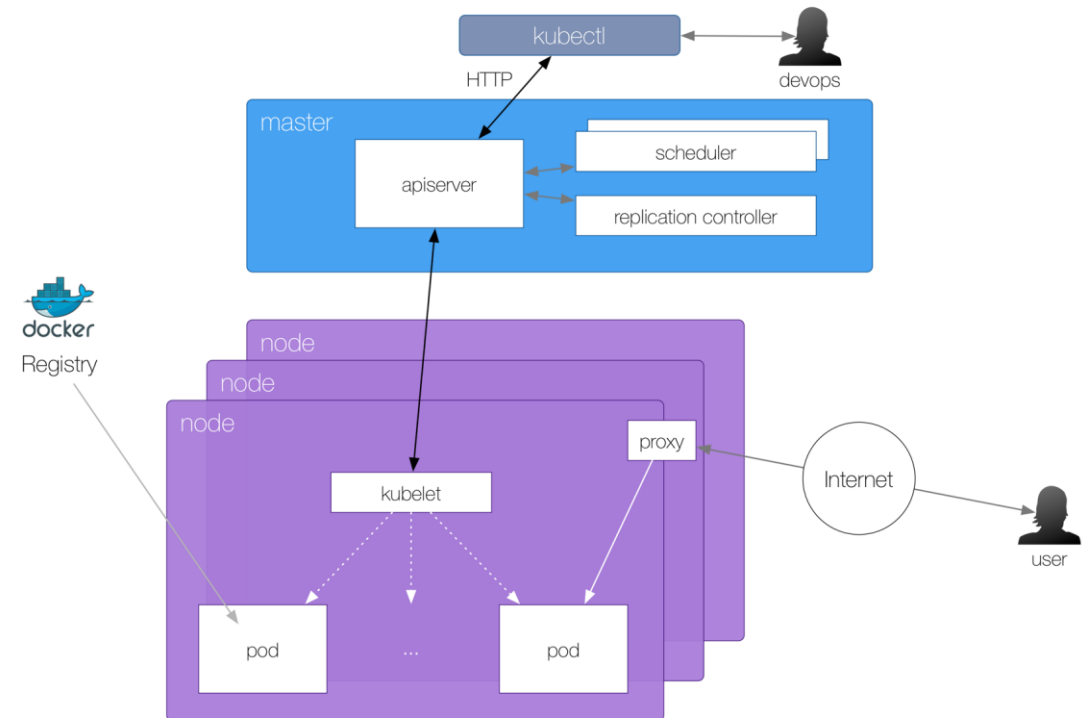 kubectl
HTTP
devops
master
apiserver
scheduler
replication controller
docker
Registry
node
node
node
proxy
kubelet
Internet
user
pod
...
pod